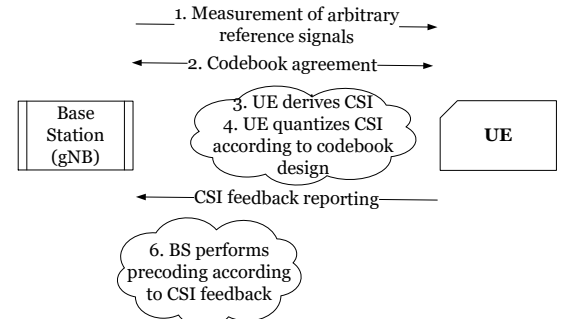 1. Measurement of arbitrary
reference signals
2. Codebook agreement
Base
Station
(gNB)
3. UE derives CSI
4. UE quantizes CSI
according to codebook
design
UE
CSI feedback reporting
6. BS performs
precoding according
to CSI feedback